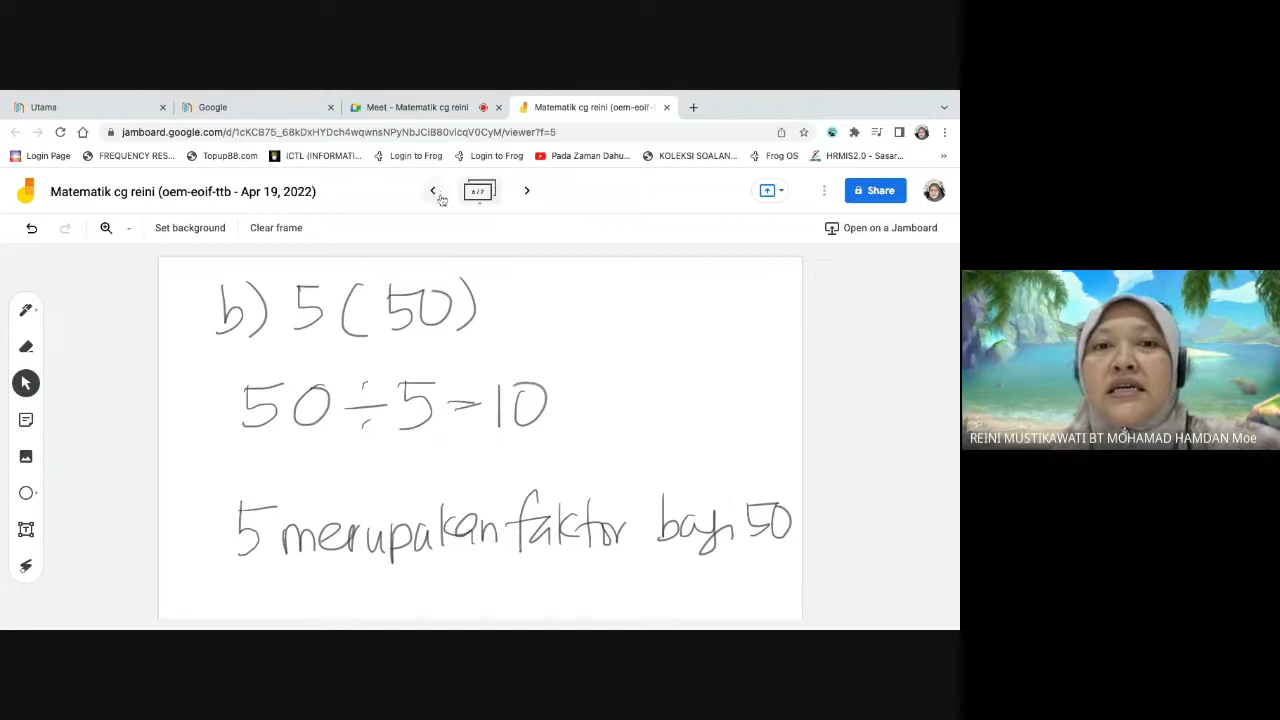 Utama
Google
Meet - Matematik cg reini
Matematik cg reini (oem-eoif-t
jamboard.google.com/d/1cKCB75_68kDxHYDch4wqwnsNPyNbJCiB80vIcqV0CyM/viewer?f=5
Login Page
FREQUENCY RES...
Topup88.com
ICTL (INFORMATI...
Login to Frog
Login to Frog
Pada Zaman Dahu...
KOLEKSI SOALAN...
Frog OS
HRMIS2.0 - Sasar...
Matematik cg reini (oem-eoif-ttb - Apr 19, 2022)
6/7
Share
Set background
Clear frame
Open on a Jamboard
b) 5 ( 50 )
50 ÷ 5 = 10
5 merupakan faktor bagi 50
REINI MUSTIKAWATI BT MOHAMAD HAMDAN Moe